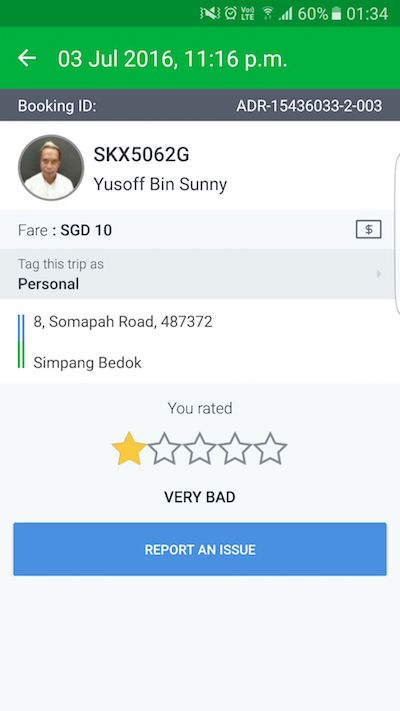 Vo))
LTE
60%
01:34
03 Jul 2016, 11:16 p.m.
Booking ID:
ADR-15436033-2-003
SKX5062G
Yusoff Bin Sunny
Fare : SGD 10
$
Tag this trip as
Personal
8, Somapah Road, 487372
Simpang Bedok
You rated
VERY BAD
REPORT AN ISSUE